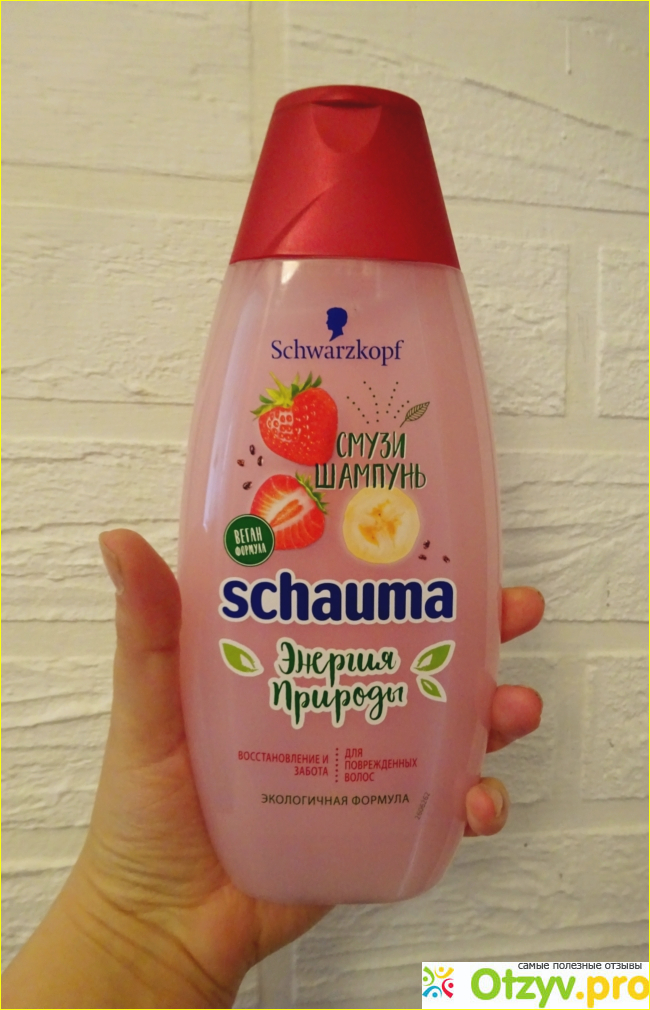 Schwarzkopf
СМУЗИ
ШАМПУНЬ
ВЕГАН
ФОРМУЛА
schauma
Энергия
Природы
ВОССТАНОВЛЕНИЕ И
ЗАБОТА
ДЛЯ
ПОВРЕЖДЕННЫХ
ВОЛОС
ЭКОЛОГИЧНАЯ ФОРМУЛА
самые полезные отзывы
Otzyv.pro